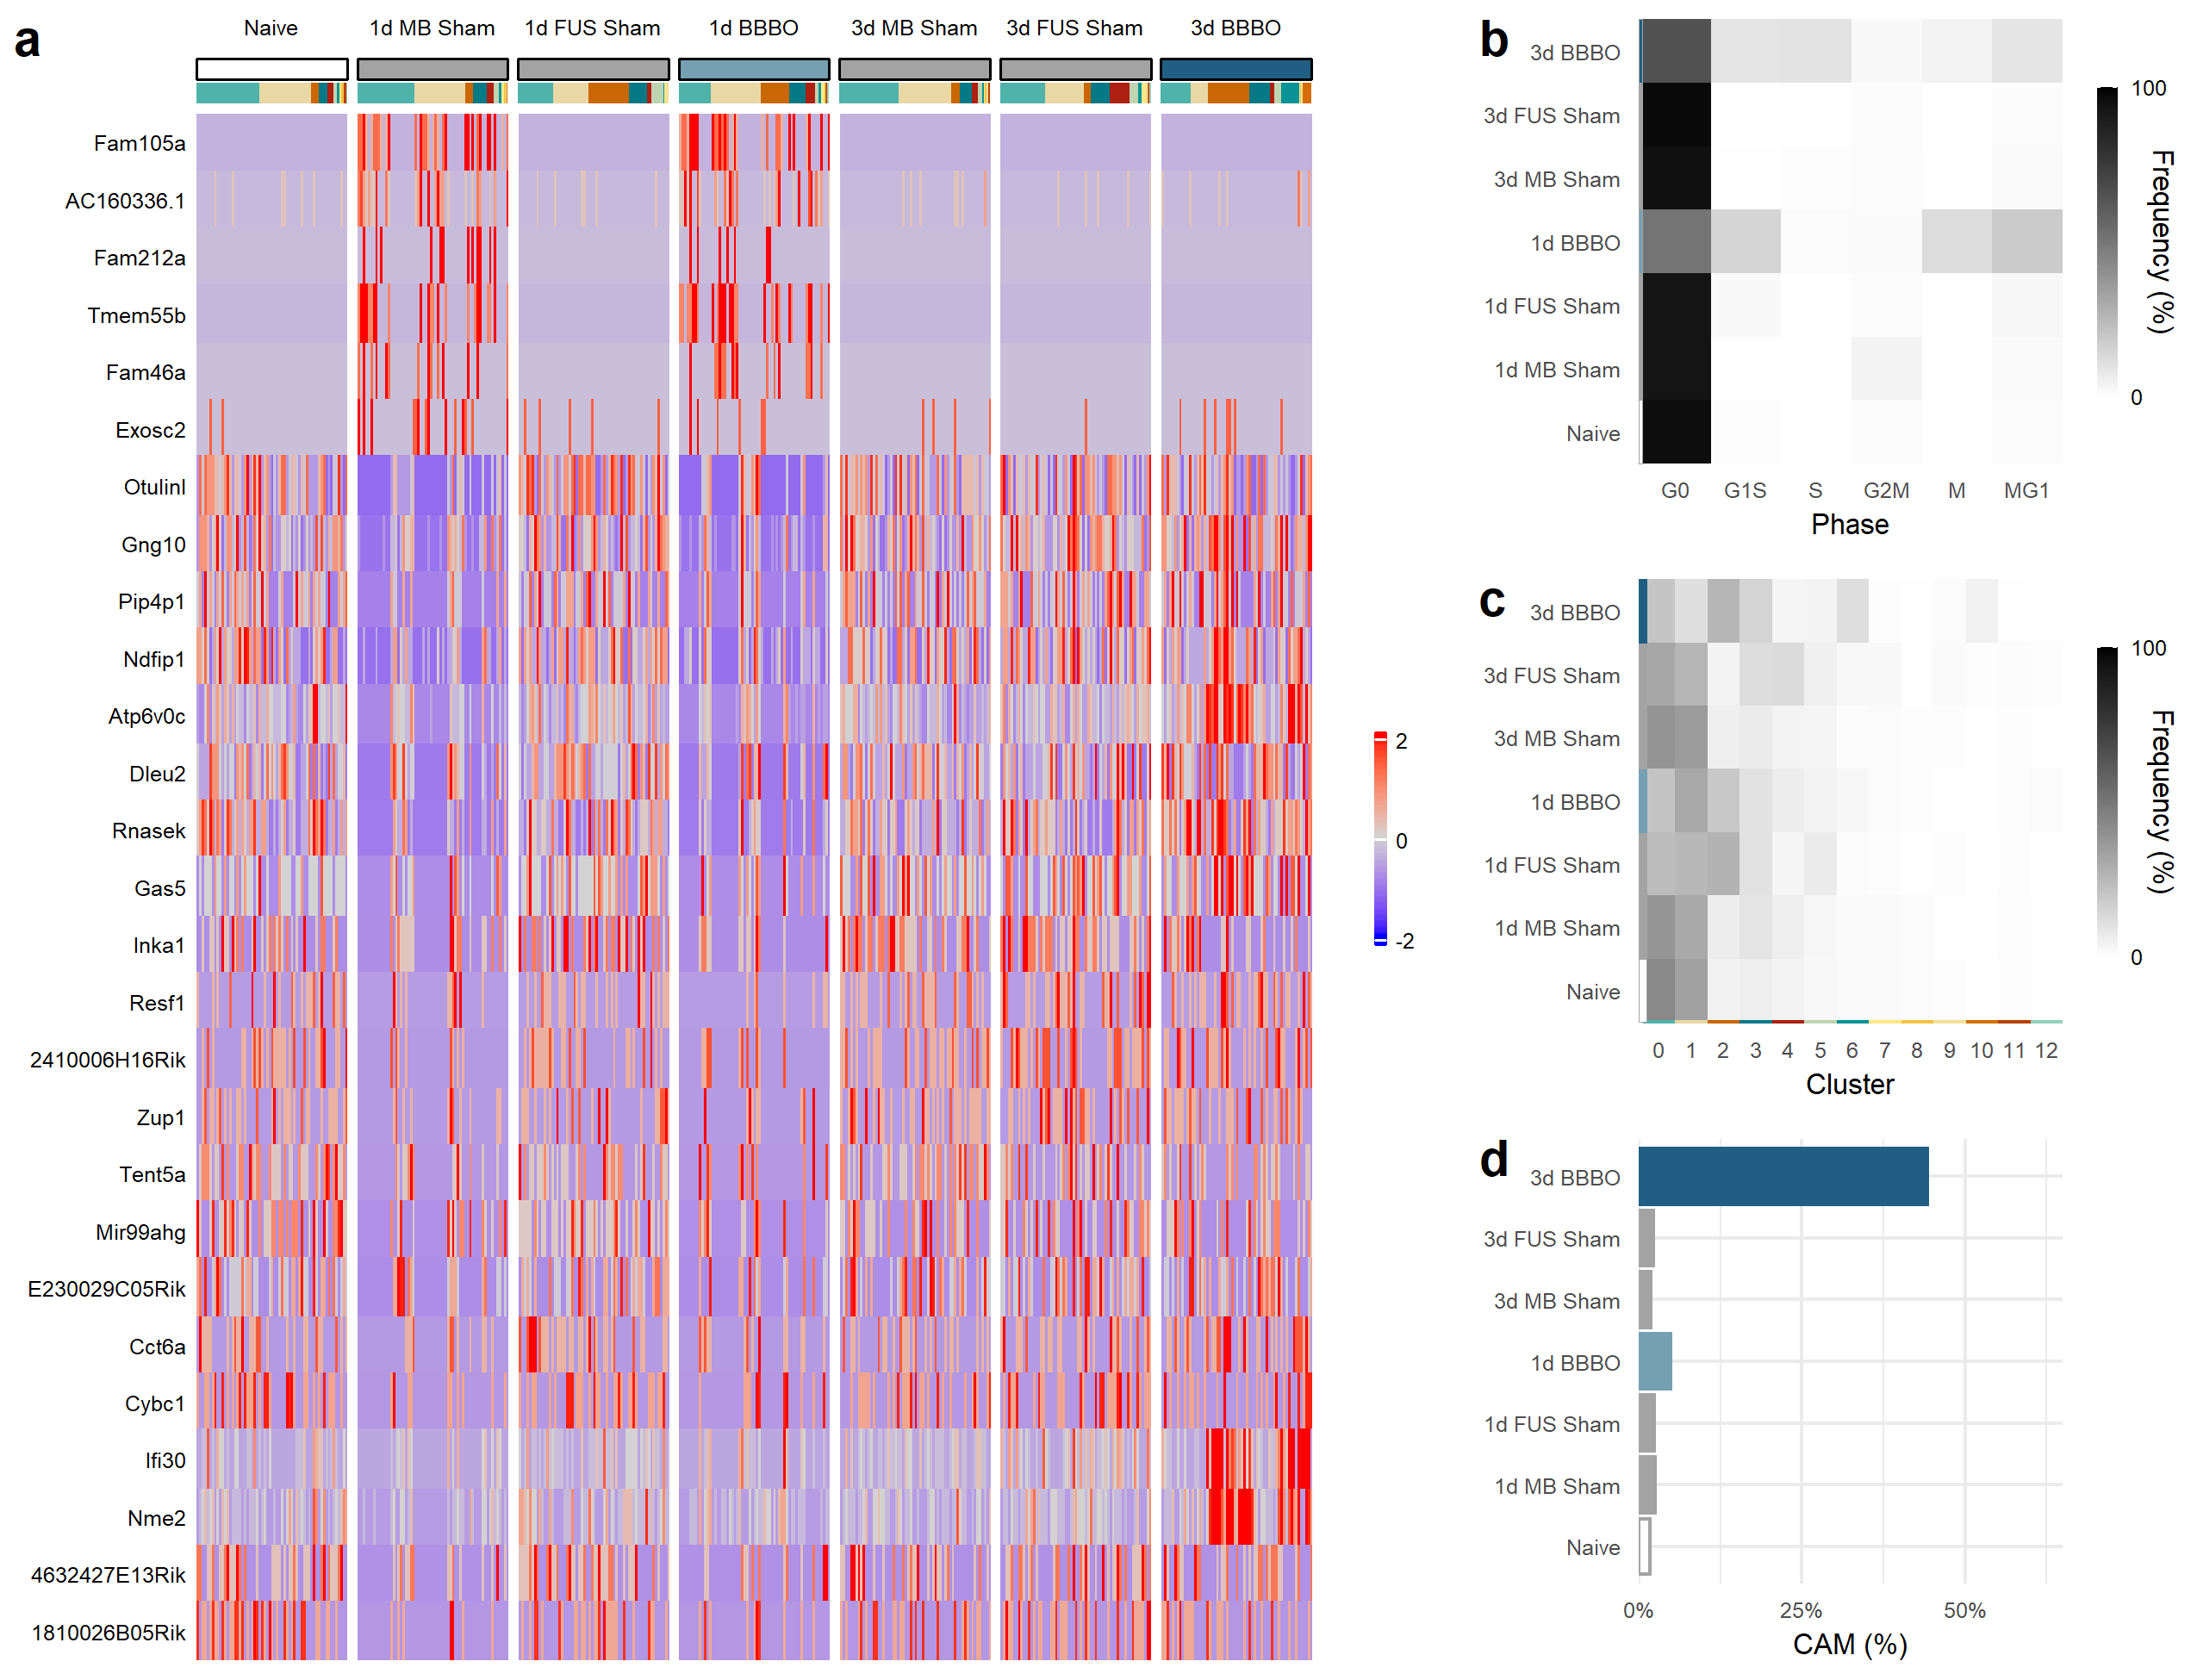 a
Naive
1d MB Sham
1d FUS Sham
1d BBBO
3d MB Sham
3d FUS Sham
3d BBBO
Fam105a
AC160336.1
Fam212a
Tmem55b
Fam46a
Exosc2
Otulinl
Gng10
Pip4p1
Ndfip1
Atp6v0c
Dleu2
Rnasek
Gas5
Inka1
Resf1
2410006H16Rik
Zup1
Tent5a
Mir99ahg
E230029C05Rik
Cct6a
Cybc1
Ifi30
Nme2
4632427E13Rik
1810026B05Rik
2
0
-2
b
3d BBBO
3d FUS Sham
3d MB Sham
1d BBBO
1d FUS Sham
1d MB Sham
Naive
G0 G1S S G2M M MG1
Phase
100
0
Frequency (%)
c
3d BBBO
3d FUS Sham
3d MB Sham
1d BBBO
1d FUS Sham
1d MB Sham
Naive
0 1 2 3 4 5 6 7 8 9 10 11 12
Cluster
100
0
Frequency (%)
d
3d BBBO
3d FUS Sham
3d MB Sham
1d BBBO
1d FUS Sham
1d MB Sham
Naive
0% 25% 50%
CAM (%)